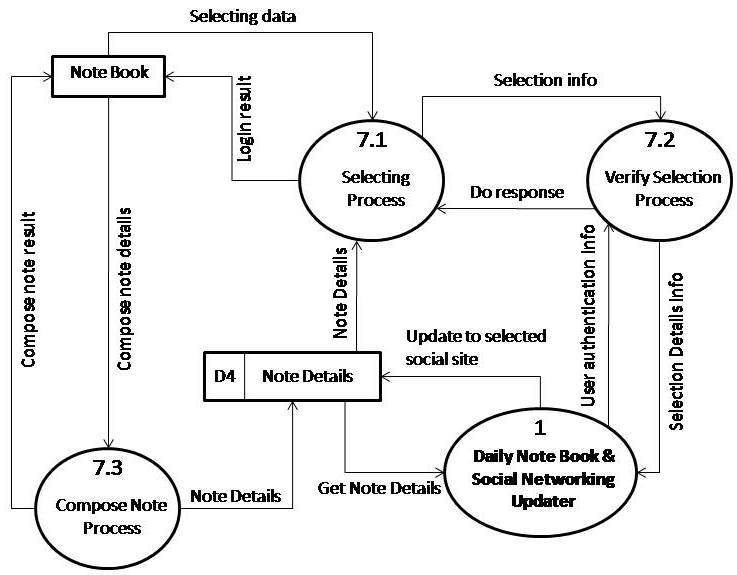 Selecting data
Note Book
Login result
Selection info
7.1
Selecting
Process
7.2
Verify Selection
Process
Do response
Compose note result
Compose note details
Note Details
User authentication info
Selection Details info
Update to selected
social site
D4 Note Details
1
Daily Note Book &
Social Networking
Updater
7.3
Compose Note
Process
Note Details
Get Note Details